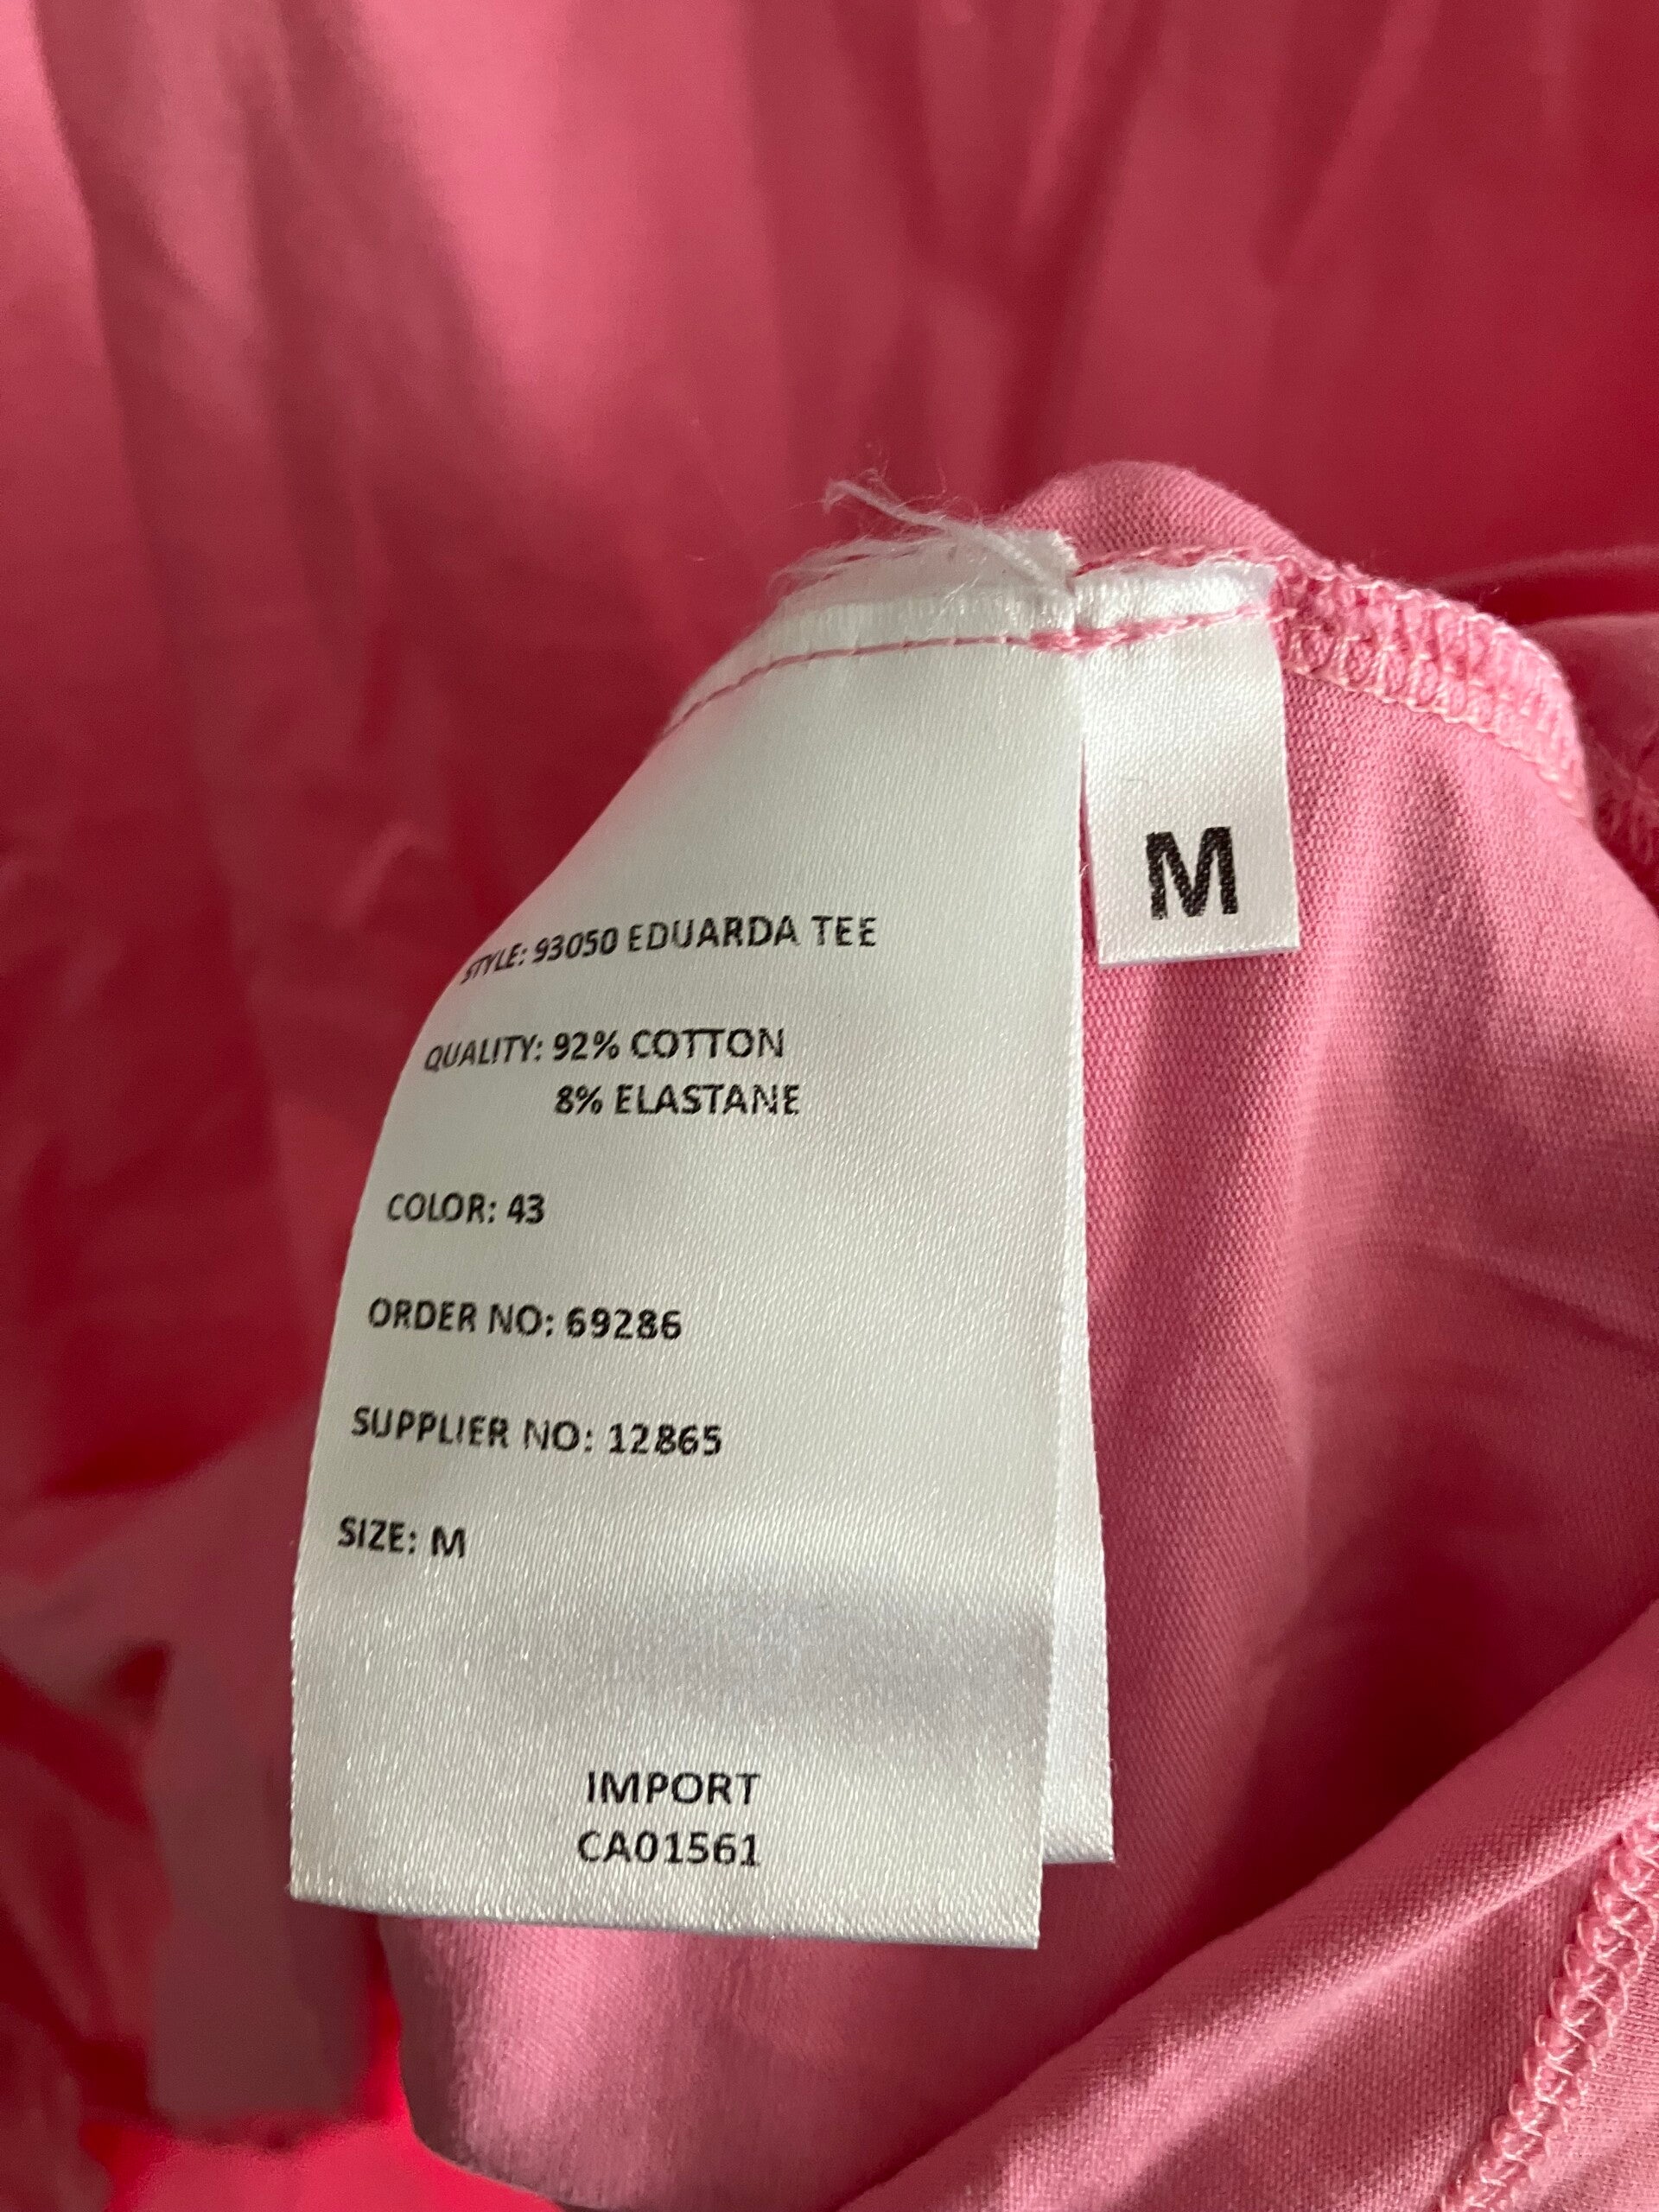 STYLE: 93050 EDUARDA TEE
QUALITY: 92% COTTON
8% ELASTANE
COLOR: 43
ORDER NO: 69286
SUPPLIER NO: 12865
SIZE: M
IMPORT
CA01561
M